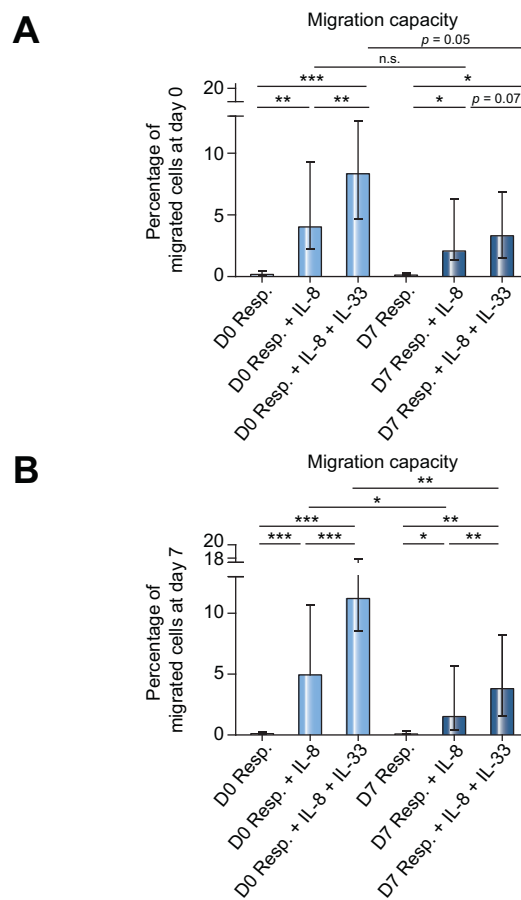 A
Migration capacity
p = 0.05
n.s.
*** *
** ** * p = 0.07
Percentage of
migrated cells at day 0
20
10
5
0
D0 Resp.
D0 Resp. + IL-8
D0 Resp. + IL-8 + IL-33
D7 Resp.
D7 Resp. + IL-8
D7 Resp. + IL-8 + IL-33
B
Migration capacity
**
*
*** **
*** *** * **
Percentage of
migrated cells at day 7
20
18
10
5
0
D0 Resp.
D0 Resp. + IL-8
D0 Resp. + IL-8 + IL-33
D7 Resp.
D7 Resp. + IL-8
D7 Resp. + IL-8 + IL-33